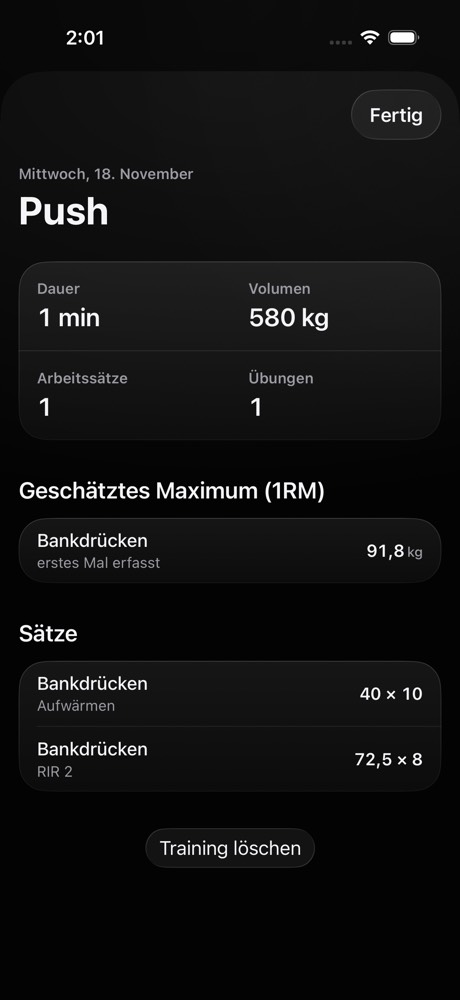 2:01
Fertig
Mittwoch, 18. November
Push
Dauer
1 min
Volumen
580 kg
Arbeitssätze
1
Übungen
1
Geschätztes Maximum (1RM)
Bankdrücken
erstes Mal erfasst
91,8 kg
Sätze
Bankdrücken
Aufwärmen
40 × 10
Bankdrücken
RIR 2
72,5 × 8
Training löschen